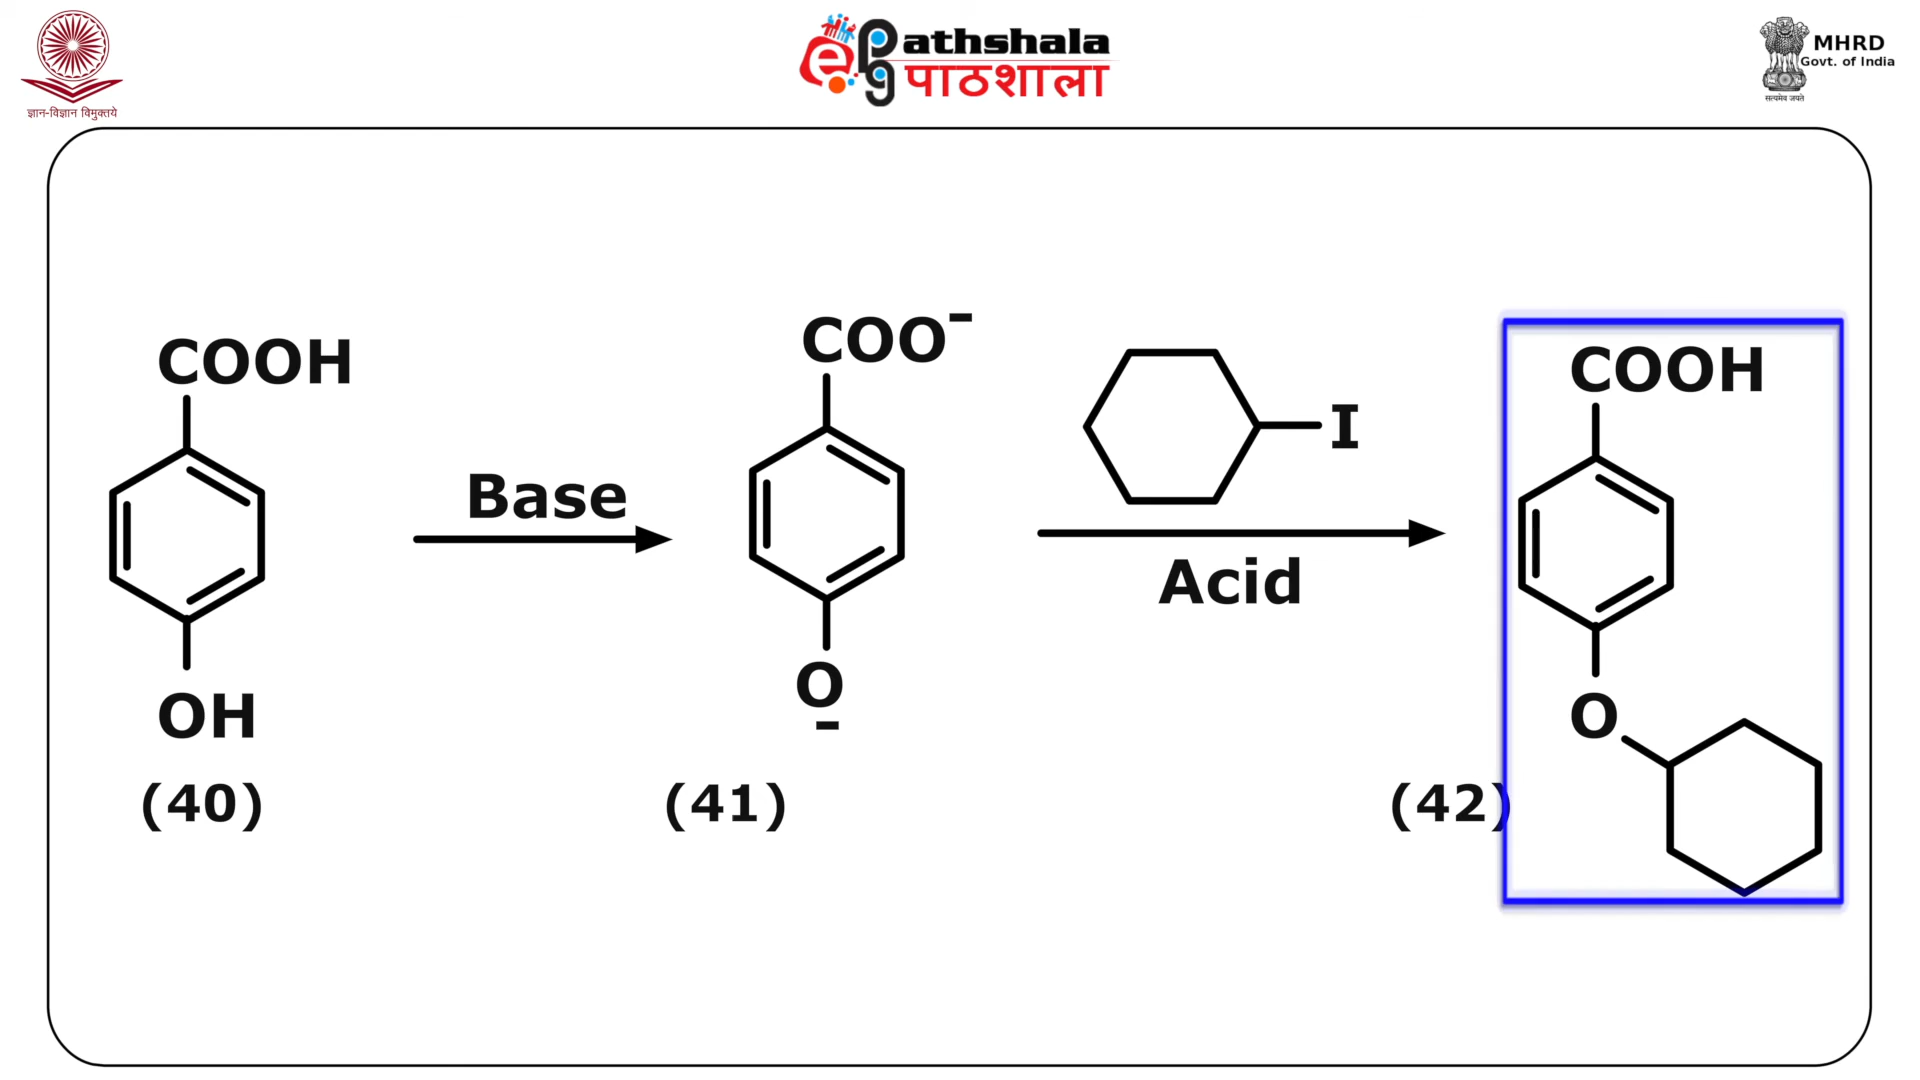 ज्ञान-विज्ञान विमुक्तये
e PG athshala
पाठशाला
MHRD
Govt. of India
सत्यमेव जयते
COOH
COO-
I
COOH
Base
Acid
OH
O-
O
(40)
(41)
(42)